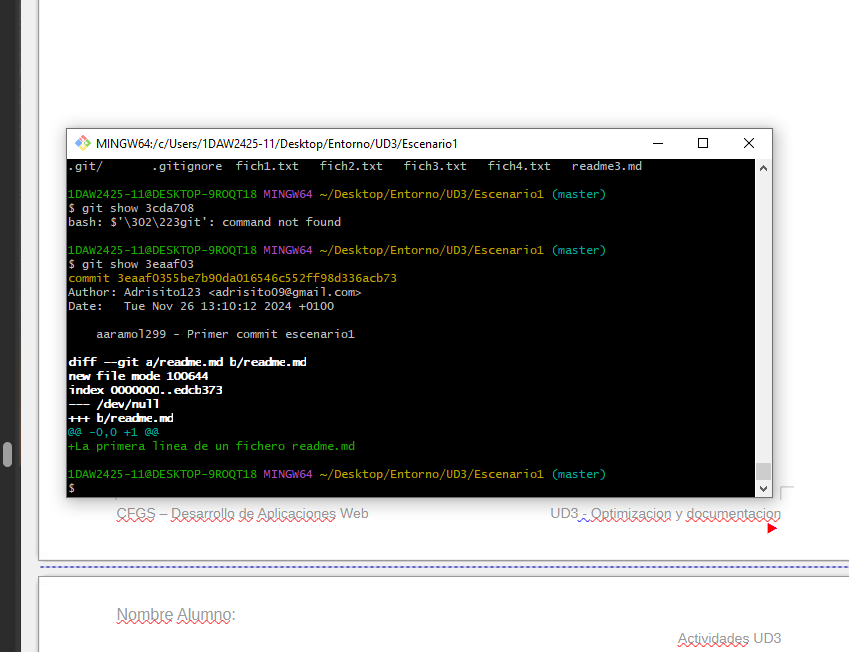 MINGW64:/c/Users/1DAW2425-11/Desktop/Entorno/UD3/Escenario1
.git/ .gitignore fich1.txt fich2.txt fich3.txt fich4.txt readme3.md
1DAW2425-11@DESKTOP-9ROQT18 MINGW64 ~/Desktop/Entorno/UD3/Escenario1 (master)
$ git show 3cda708
bash: $'\302\223git': command not found
1DAW2425-11@DESKTOP-9ROQT18 MINGW64 ~/Desktop/Entorno/UD3/Escenario1 (master)
$ git show 3eaaf03
commit 3eaaf0355be7b90da016546c552ff98d336acb73
Author: Adrisito123 <adrisito09@gmail.com>
Date: Tue Nov 26 13:10:12 2024 +0100
aaramol299 - Primer commit escenario1
diff --git a/readme.md b/readme.md
new file mode 100644
index 0000000..edcb373
--- /dev/null
+++ b/readme.md
@@ -0,0 +1 @@
+La primera linea de un fichero readme.md
1DAW2425-11@DESKTOP-9ROQT18 MINGW64 ~/Desktop/Entorno/UD3/Escenario1 (master)
$
CFGS – Desarrollo de Aplicaciones Web UD3 - Optimizacion y documentacion
Nombre Alumno:
Actividades UD3